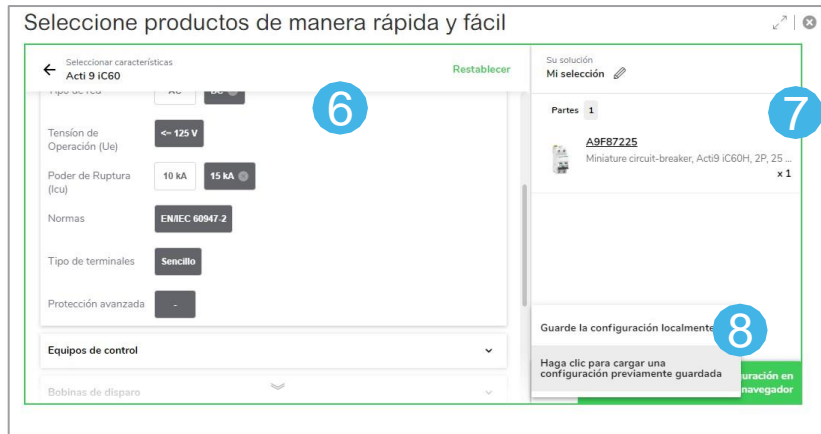 Seleccione productos de manera rápida y fácil
Seleccionar características
Acti 9 iC60
Restablecer
6
Su solución
Mi selección
7
Tipo de red
AC
DC
Partes 1
Tensíon de
Operación (Ue)
<= 125 V
A9F87225
Miniature circuit-breaker, Acti9 iC60H, 2P, 25 ...
x 1
Poder de Ruptura
(Icu)
10 kA
15 kA
Normas
EN/IEC 60947-2
Tipo de terminales
Sencillo
Protección avanzada
-
Guarde la configuración localmente
8
Equipos de control
Haga clic para cargar una
configuración previamente guardada
uración en
navegador
Bobinas de disparo